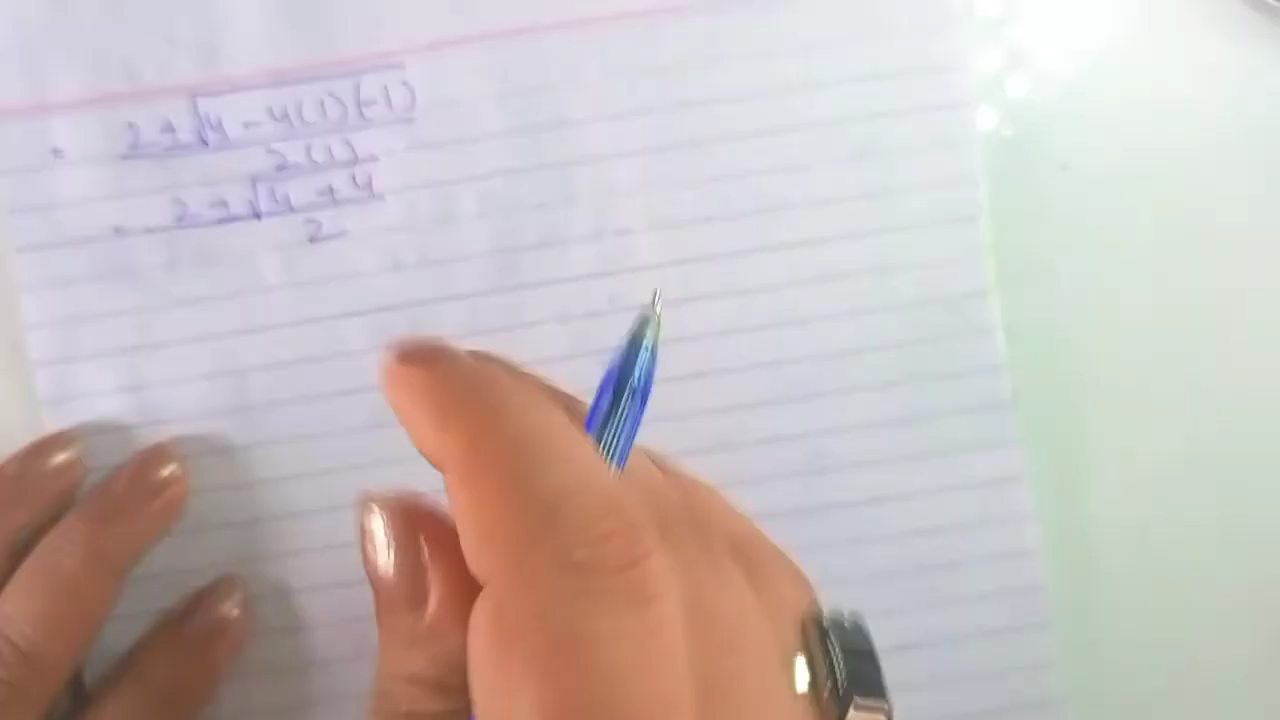 = 2±√4-4(1)(-1)
2(1)
= 2±√4+4
2